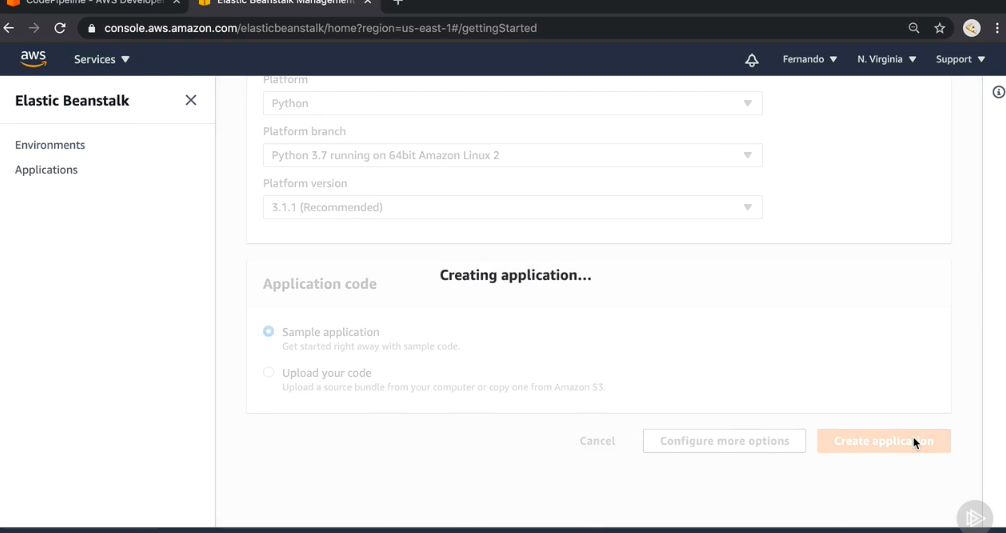 CodePipeline - AWS Developer
Elastic Beanstalk Management
console.aws.amazon.com/elasticbeanstalk/home?region=us-east-1#/gettingStarted
aws
Services
Fernando
N. Virginia
Support
Elastic Beanstalk
Environments
Applications
Platform
Python
Platform branch
Python 3.7 running on 64bit Amazon Linux 2
Platform version
3.1.1 (Recommended)
Application code
Creating application...
Sample application
Get started right away with sample code.
Upload your code
Upload a source bundle from your computer or copy one from Amazon S3.
Cancel
Configure more options
Create application